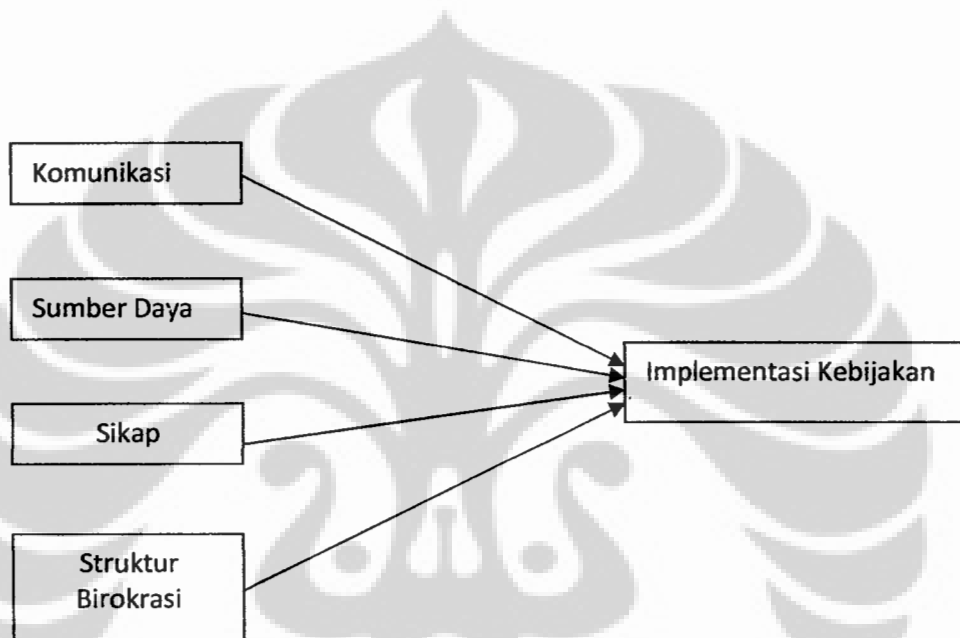 Komunikasi
Sumber Daya
Implementasi Kebijakan
Sikap
Struktur
Birokrasi